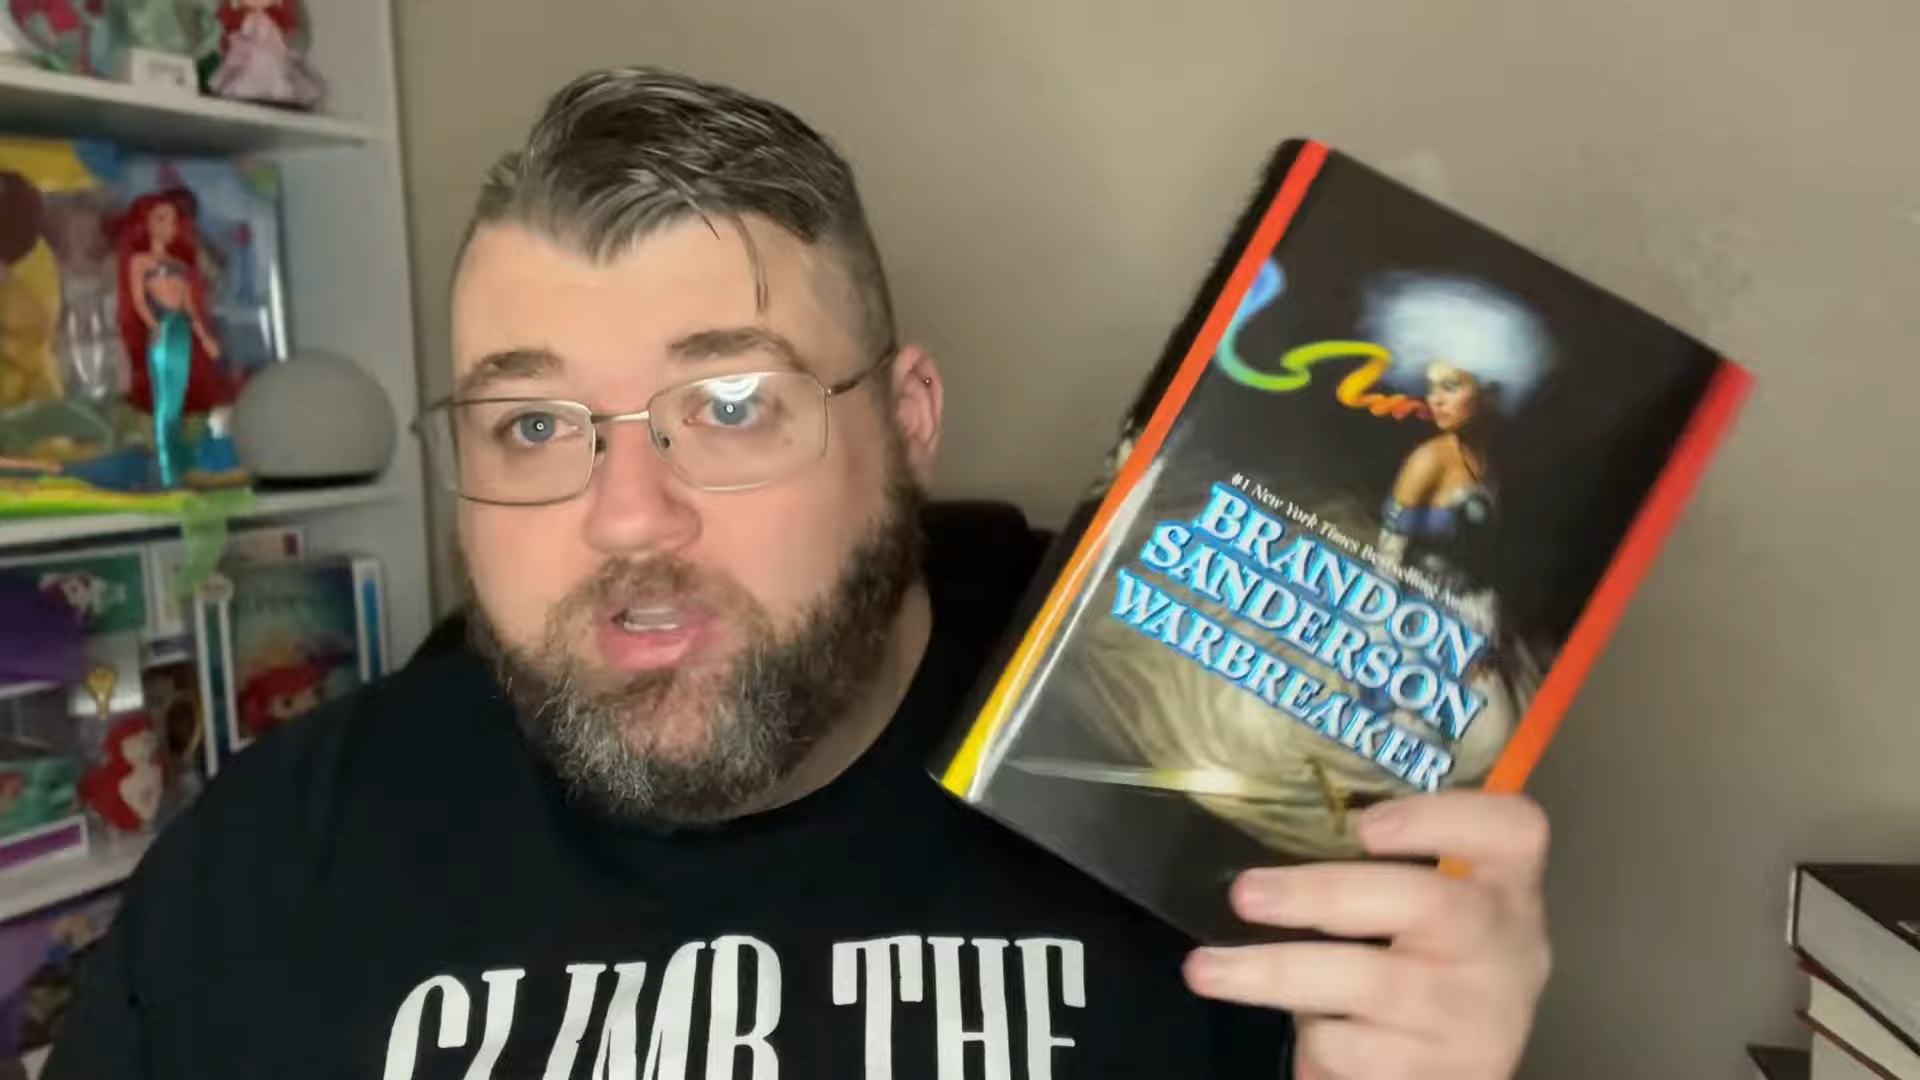 #1 New York Times Bestselling Author
BRANDON
SANDERSON
WARBREAKER
CLIMB THE